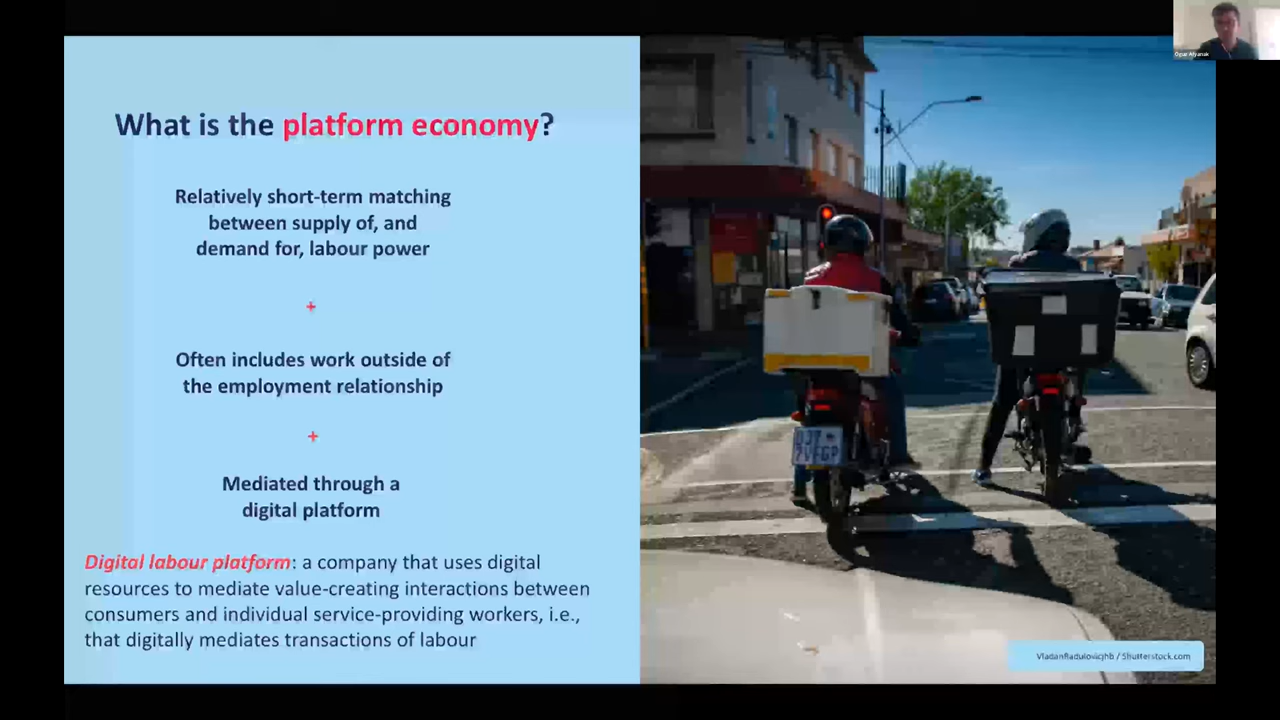 What is the platform economy?
Relatively short-term matching
between supply of, and
demand for, labour power
+
Often includes work outside of
the employment relationship
+
Mediated through a
digital platform
Digital labour platform: a company that uses digital
resources to mediate value-creating interactions between
consumers and individual service-providing workers, i.e.,
that digitally mediates transactions of labour
VladanRadulovicjhb / Shutterstock.com